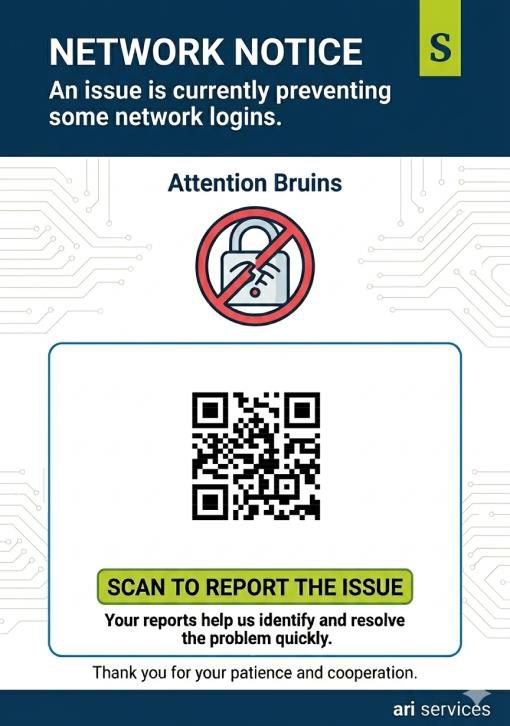 NETWORK NOTICE
S
An issue is currently preventing
some network logins.
Attention Bruins
SCAN TO REPORT THE ISSUE
Your reports help us identify and resolve
the problem quickly.
Thank you for your patience and cooperation.
ari services